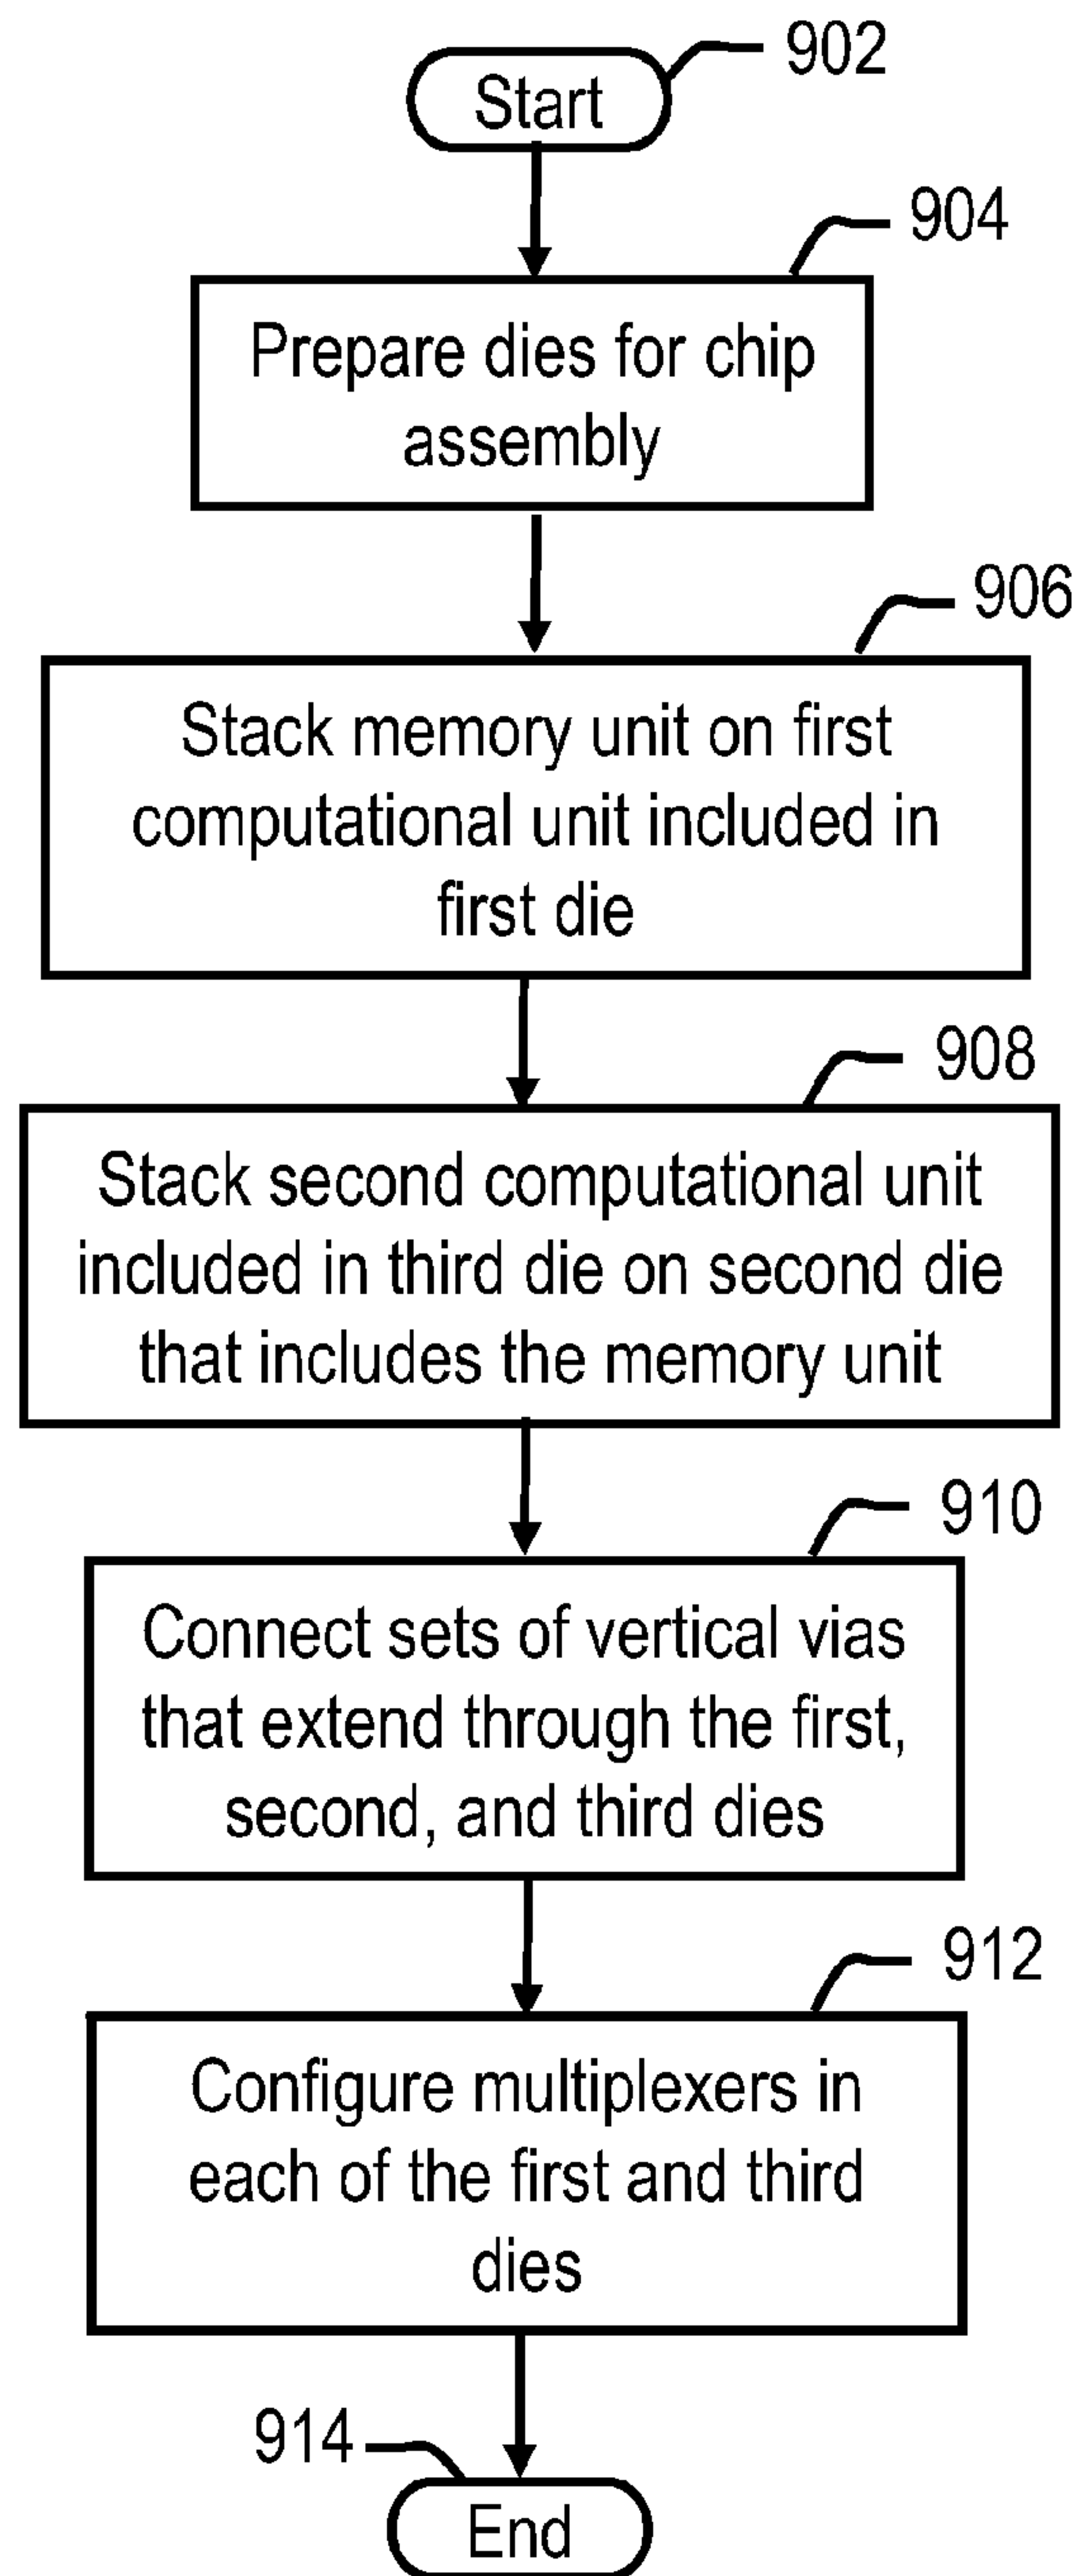 902
Start
904
Prepare dies for chip
assembly
906
Stack memory unit on first
computational unit included in
first die
908
Stack second computational unit
included in third die on second die
that includes the memory unit
910
Connect sets of vertical vias
that extend through the first,
second, and third dies
912
Configure multiplexers in
each of the first and third
dies
914
End